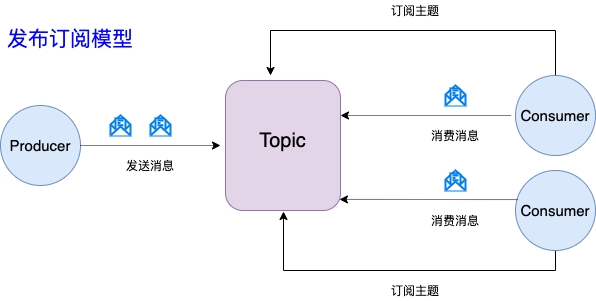 订阅主题
发布订阅模型
Producer
发送消息
Topic
消费消息
Consumer
消费消息
Consumer
订阅主题